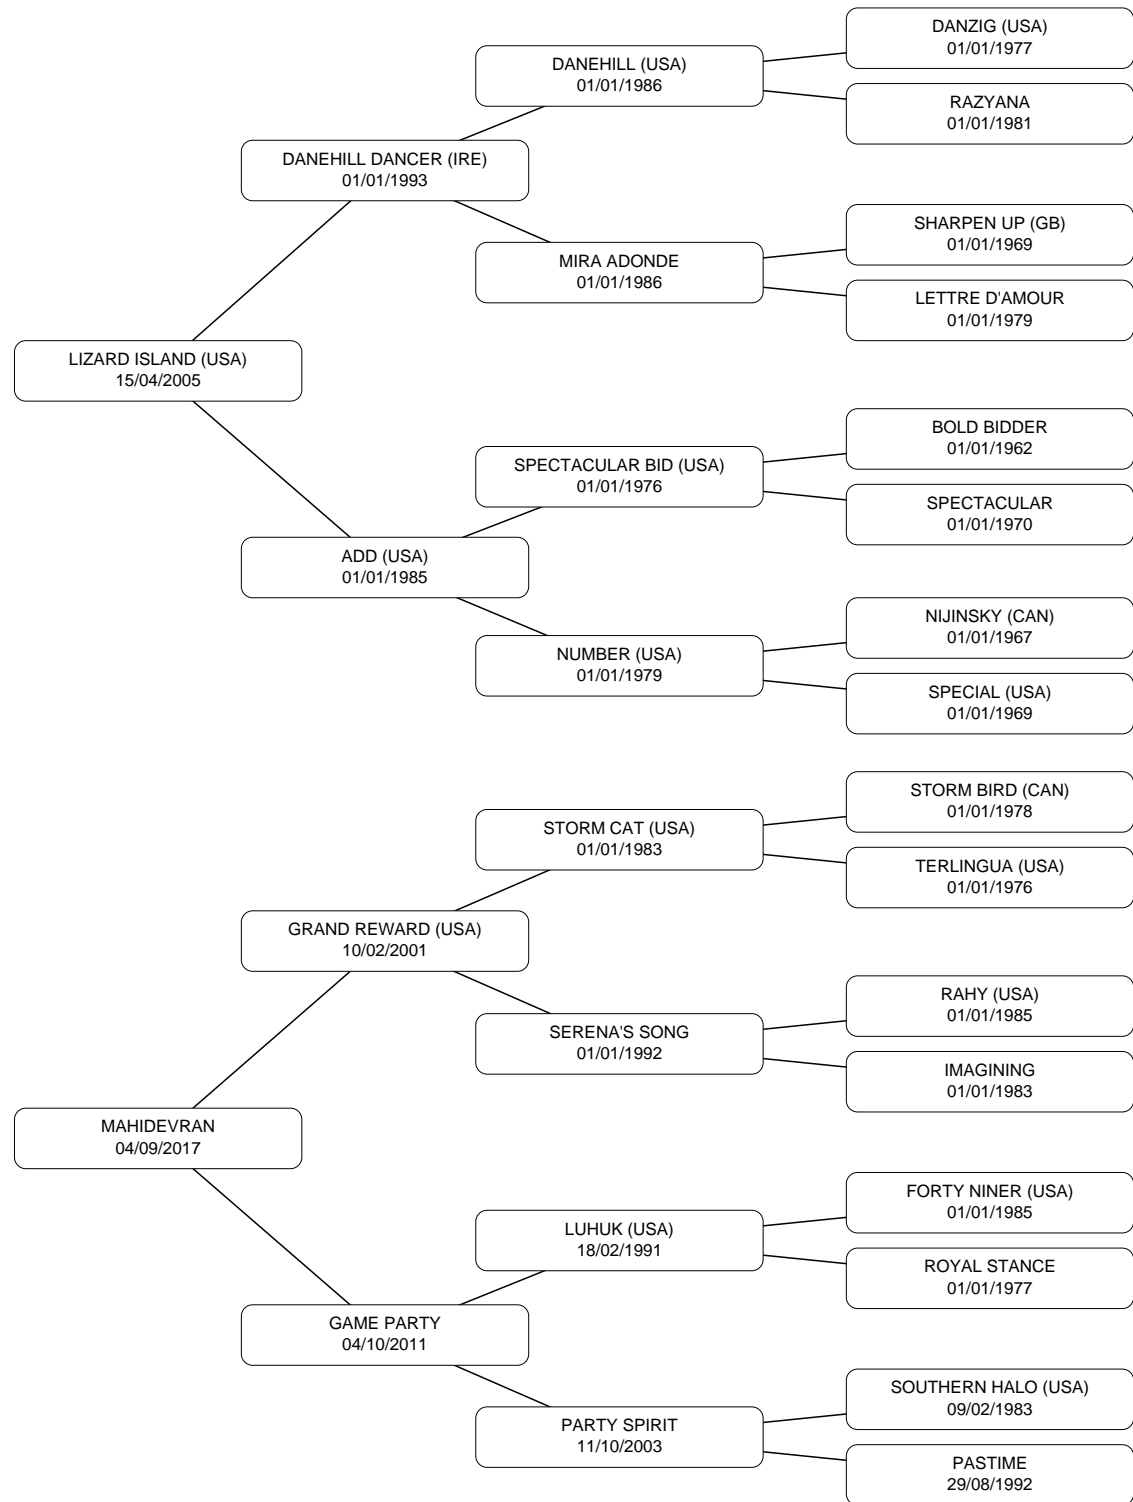 DANZIG (USA)
01/01/1977
DANEHILL (USA)
01/01/1986
RAZYANA
01/01/1981
DANEHILL DANCER (IRE)
01/01/1993
SHARPEN UP (GB)
01/01/1969
MIRA ADONDE
01/01/1986
LETTRE D'AMOUR
01/01/1979
LIZARD ISLAND (USA)
15/04/2005
BOLD BIDDER
01/01/1962
SPECTACULAR BID (USA)
01/01/1976
SPECTACULAR
01/01/1970
ADD (USA)
01/01/1985
NIJINSKY (CAN)
01/01/1967
NUMBER (USA)
01/01/1979
SPECIAL (USA)
01/01/1969
STORM BIRD (CAN)
01/01/1978
STORM CAT (USA)
01/01/1983
TERLINGUA (USA)
01/01/1976
GRAND REWARD (USA)
10/02/2001
RAHY (USA)
01/01/1985
SERENA'S SONG
01/01/1992
IMAGINING
01/01/1983
MAHIDEVRAN
04/09/2017
FORTY NINER (USA)
01/01/1985
LUHUK (USA)
18/02/1991
ROYAL STANCE
01/01/1977
GAME PARTY
04/10/2011
SOUTHERN HALO (USA)
09/02/1983
PARTY SPIRIT
11/10/2003
PASTIME
29/08/1992